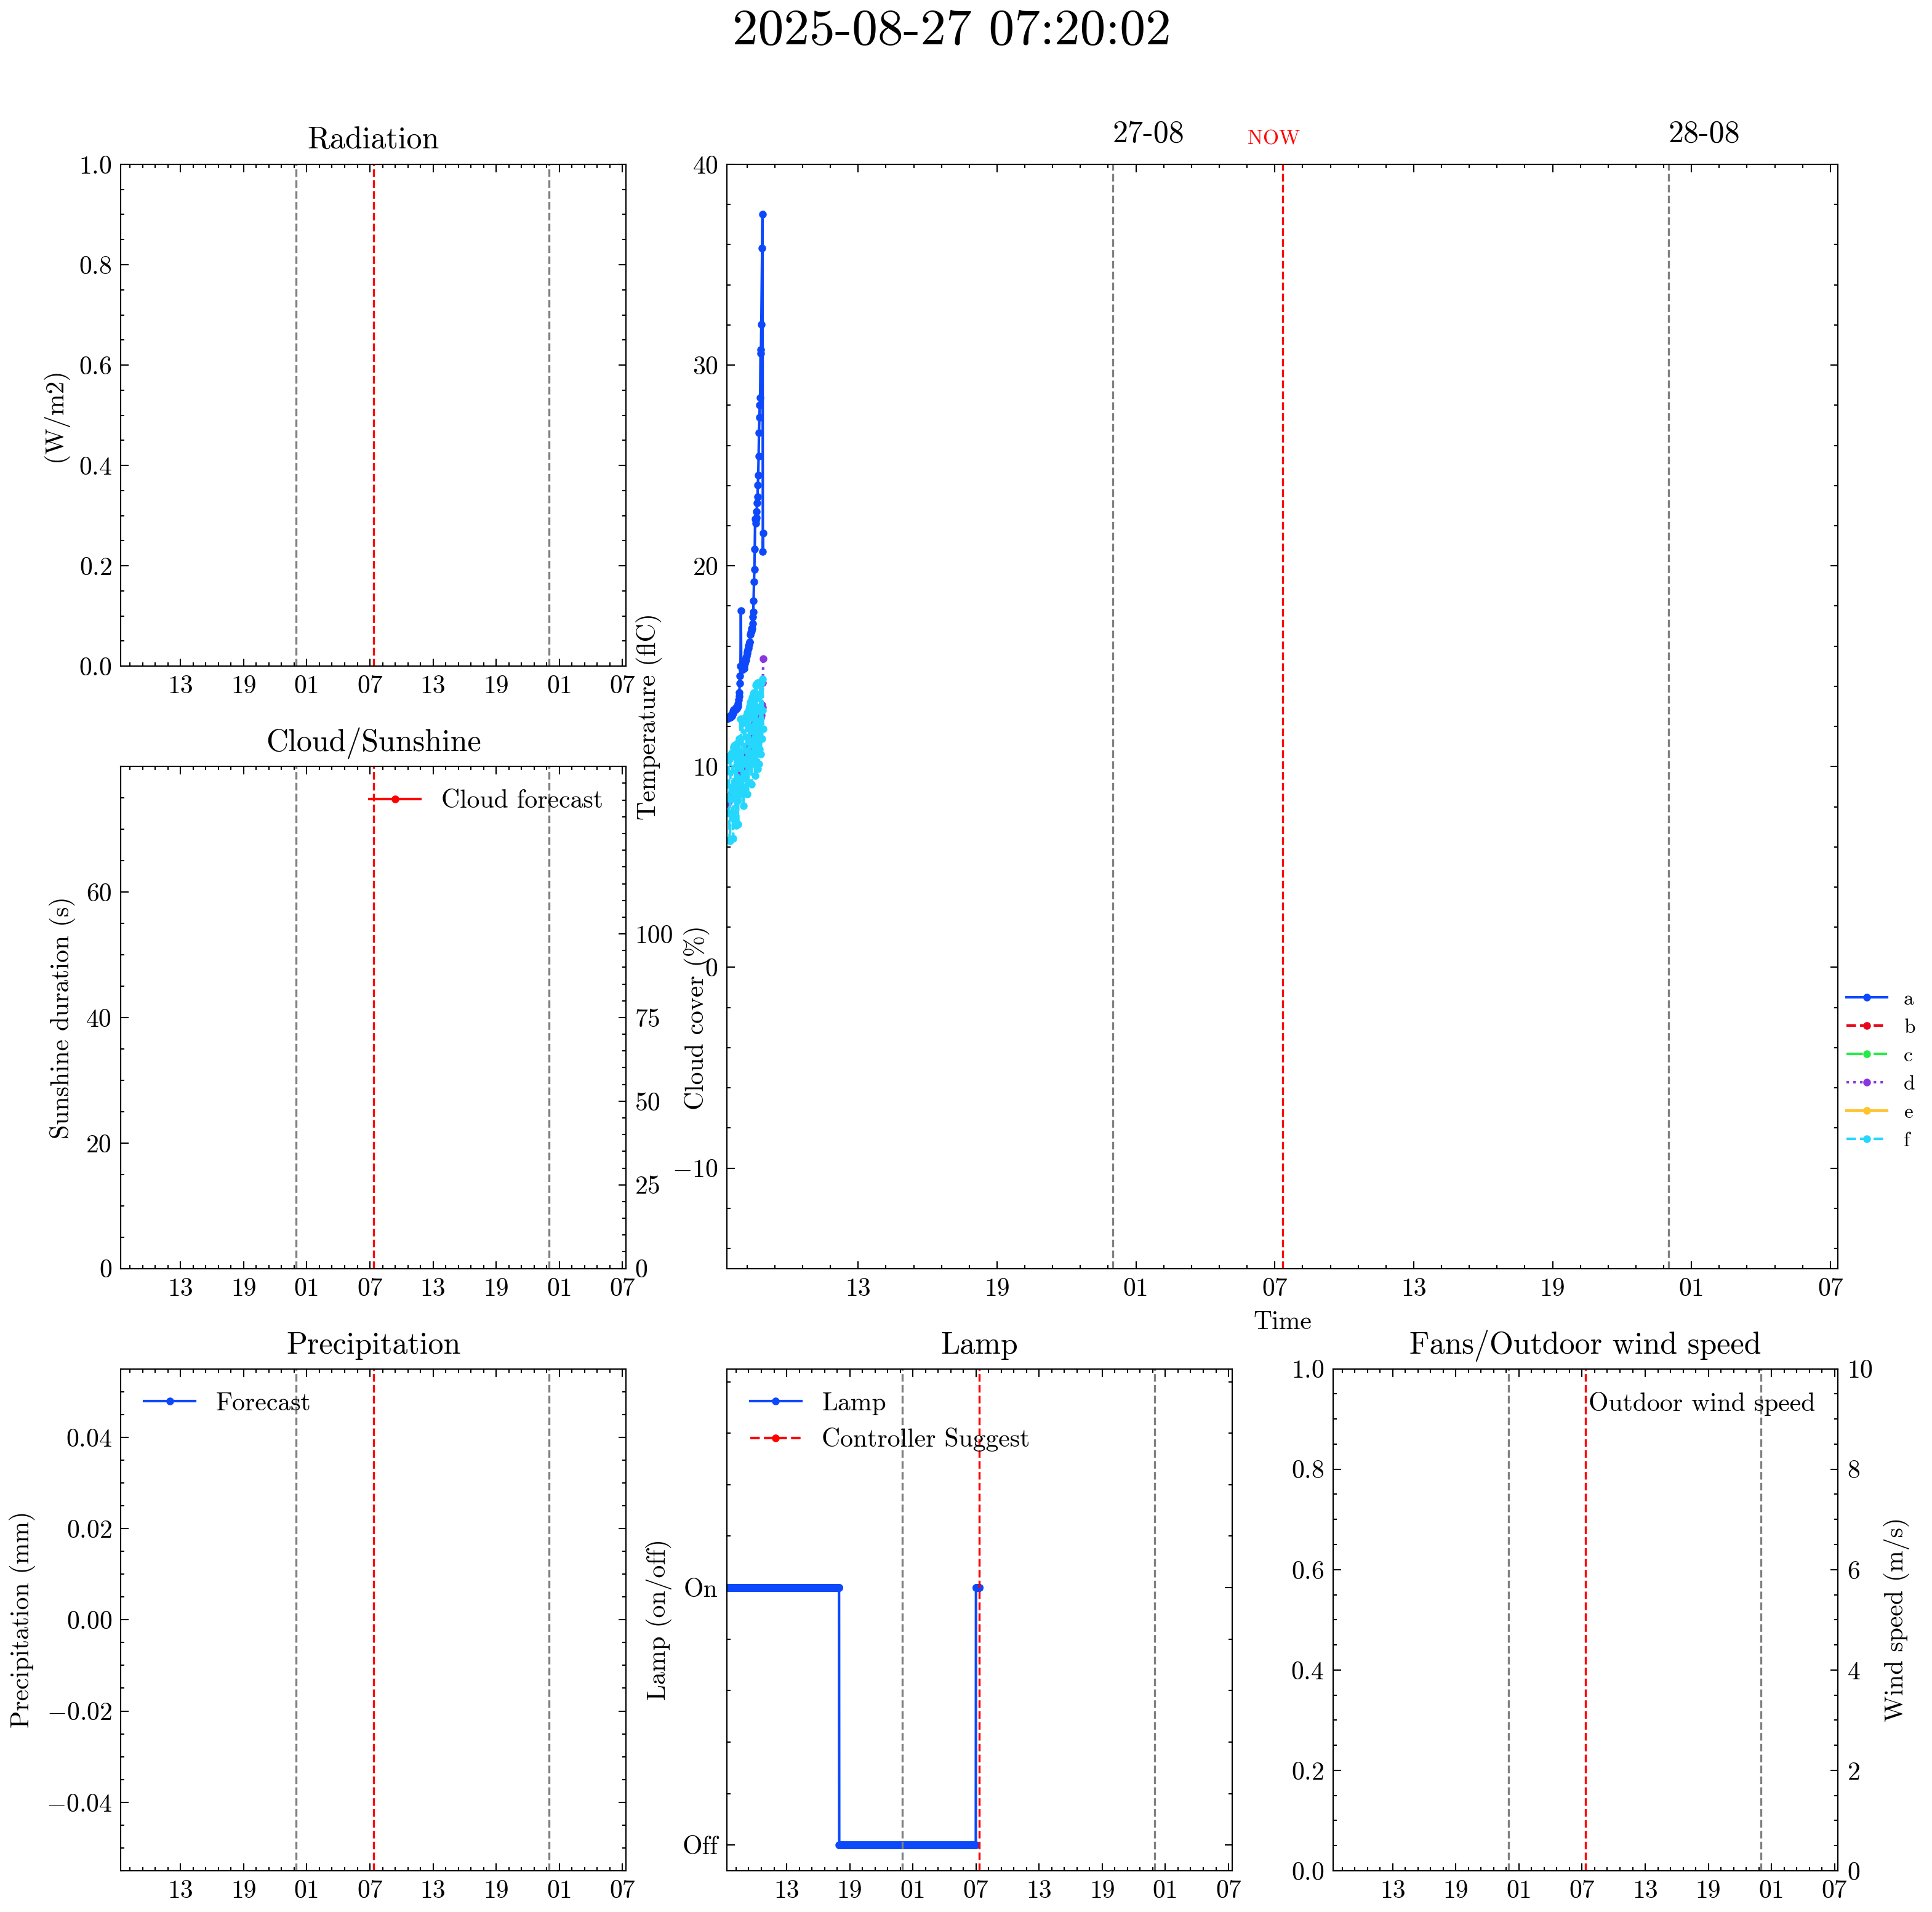 2025-08-27 07:20:02
Radiation
1.0
0.8
0.6
0.4
0.2
0.0
(W/m2)
13 19 01 07 13 19 01 07
27-08 NOW 28-08
40
30
20
10
0
−10
Temperature (flC)
13 19 01 07 13 19 01 07
Time
a
b
c
d
e
f
Cloud/Sunshine
Cloud forecast
60
40
20
0
Sunshine duration (s)
100
75
50
25
0
Cloud cover (%)
13 19 01 07 13 19 01 07
Precipitation
Forecast
0.04
0.02
0.00
−0.02
−0.04
Precipitation (mm)
13 19 01 07 13 19 01 07
Lamp
Lamp
Controller Suggest
On
Off
Lamp (on/off)
13 19 01 07 13 19 01 07
Fans/Outdoor wind speed
Outdoor wind speed
1.0
0.8
0.6
0.4
0.2
0.0
10
8
6
4
2
0
Wind speed (m/s)
13 19 01 07 13 19 01 07